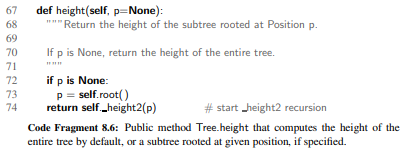 67 def height(self, p=None):
68 """Return the height of the subtree rooted at Position p.
69
70 If p is None, return the height of the entire tree.
71 """
72 if p is None:
73 p = self.root()
74 return self._height2(p) # start _height2 recursion
Code Fragment 8.6: Public method Tree.height that computes the height of the
entire tree by default, or a subtree rooted at given position, if specified.